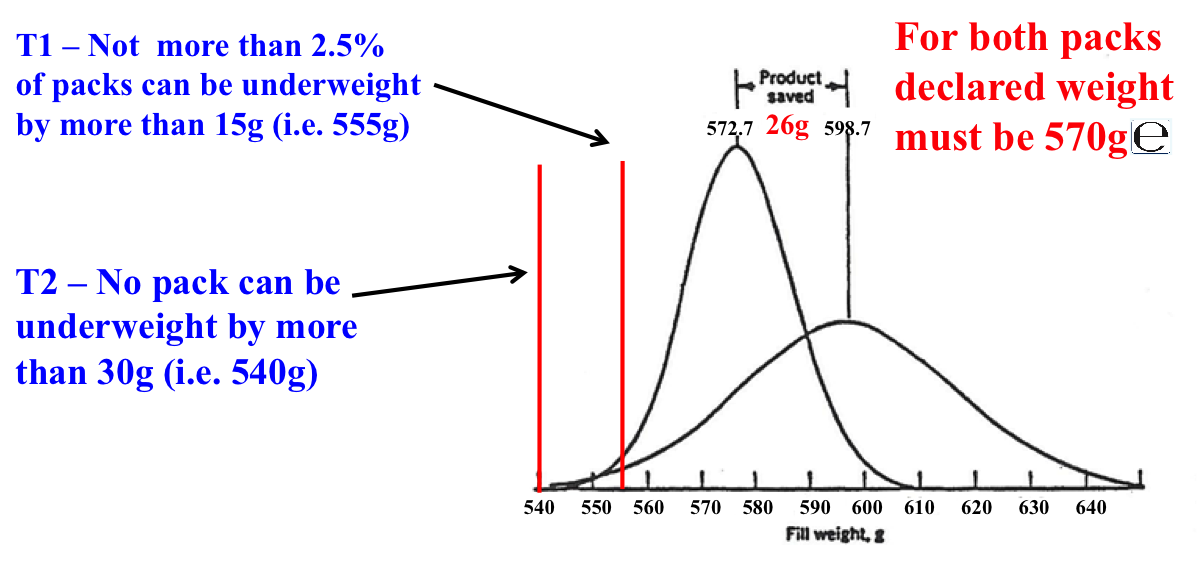 T1 – Not  more than 2.5%
of packs can be underweight
by more than 15g (i.e. 555g)
T2 – No pack can be
underweight by more
than 30g (i.e. 540g)
For both packs
declared weight
must be 570g℮
Product
saved
572.7 26g 598.7
540 550 560 570 580 590 600 610 620 630 640
Fill weight, g